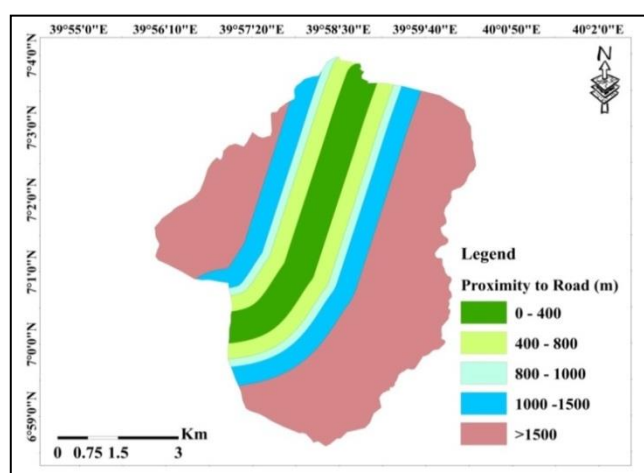 39°55'0"E 39°56'10"E 39°57'20"E 39°58'30"E 39°59'40"E 40°0'50"E 40°2'0"E
7°4'0"N
7°3'0"N
7°2'0"N
7°1'0"N
7°0'0"N
6°59'0"N
N
Legend
Proximity to Road (m)
0 - 400
400 - 800
800 - 1000
1000 -1500
>1500
Km
0 0.75 1.5 3